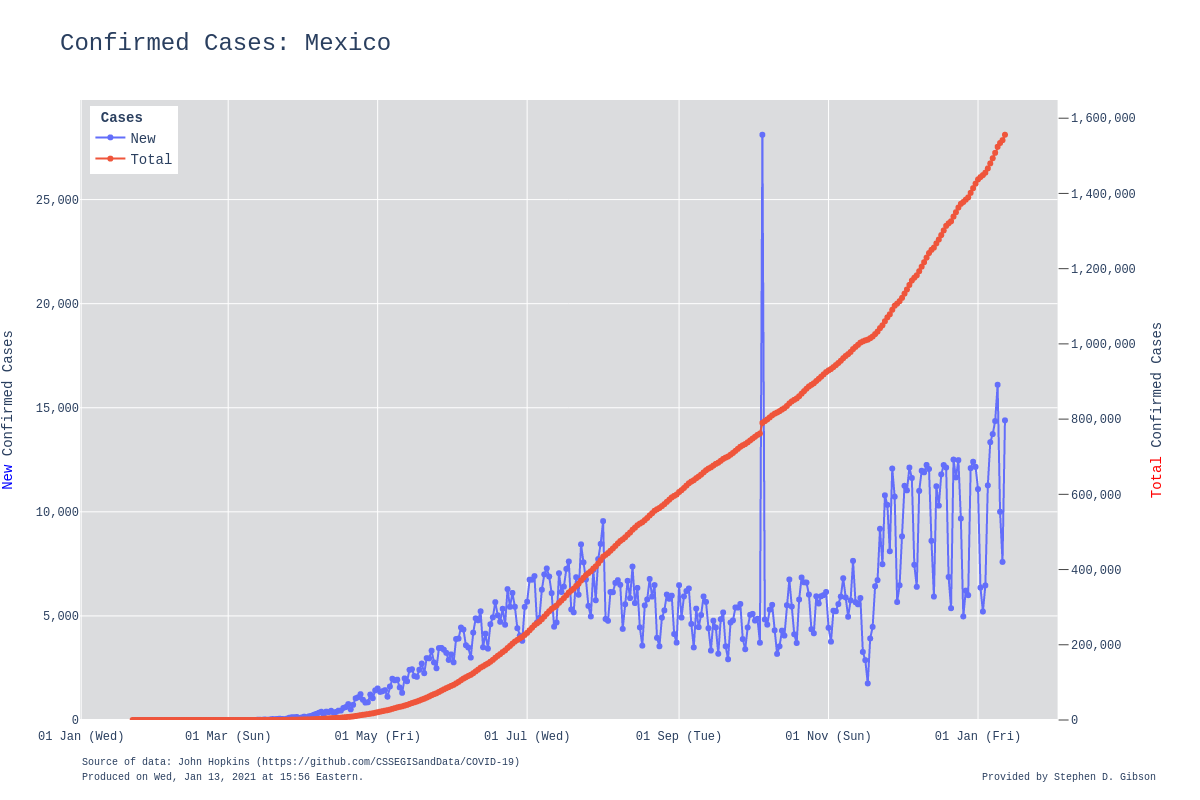 Confirmed Cases: Mexico
Cases
New
Total
25,000
20,000
15,000
10,000
5,000
0
1,600,000
1,400,000
1,200,000
1,000,000
800,000
600,000
400,000
200,000
0
New Confirmed Cases
Total Confirmed Cases
01 Jan (Wed)
01 Mar (Sun)
01 May (Fri)
01 Jul (Wed)
01 Sep (Tue)
01 Nov (Sun)
01 Jan (Fri)
Source of data: John Hopkins (https://github.com/CSSEGISandData/COVID-19)
Produced on Wed, Jan 13, 2021 at 15:56 Eastern.
Provided by Stephen D. Gibson